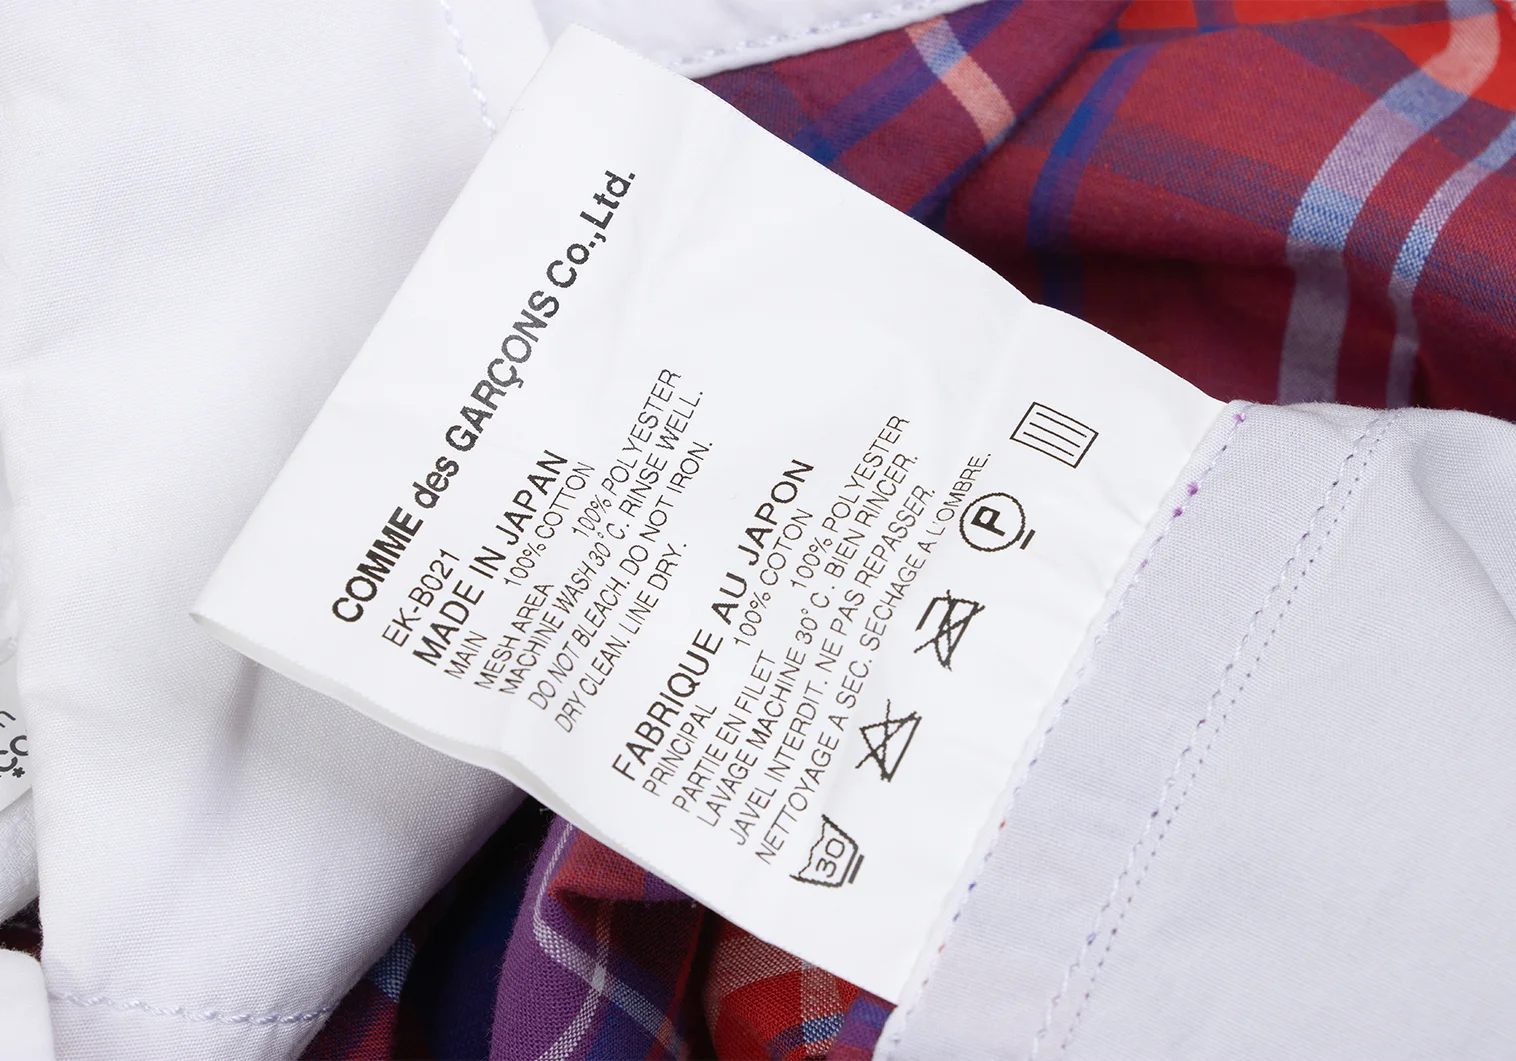 COMME des GARÇONS Co.,Ltd.
EK-B021
MADE IN JAPAN
MAIN 100% COTTON
MESH AREA 100% POLYESTER
MACHINE WASH 30°C. RINSE WELL.
DO NOT BLEACH. DO NOT IRON.
DRY CLEAN. LINE DRY.
FABRIQUE AU JAPON
PRINCIPAL 100% COTON
PARTIE EN FILET 100% POLYESTER
LAVAGE MACHINE 30°C. BIEN RINCER.
JAVEL INTERDIT. NE PAS REPASSER.
NETTOYAGE A SEC. SECHAGE A L'OMBRE.
30
P